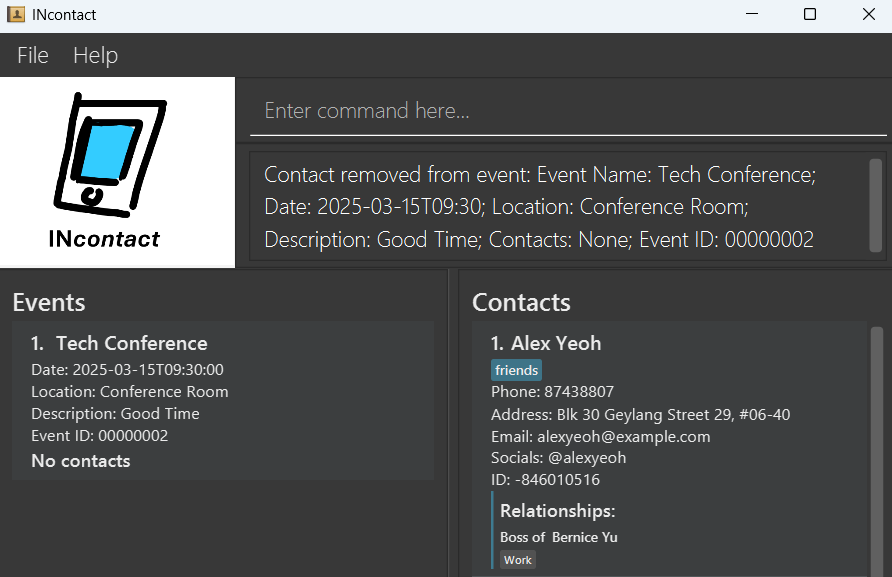 INcontact
File Help
INcontact
Enter command here...
Contact removed from event: Event Name: Tech Conference;
Date: 2025-03-15T09:30; Location: Conference Room;
Description: Good Time; Contacts: None; Event ID: 00000002
Events
1. Tech Conference
Date: 2025-03-15T09:30:00
Location: Conference Room
Description: Good Time
Event ID: 00000002
No contacts
Contacts
1. Alex Yeoh
friends
Phone: 87438807
Address: Blk 30 Geylang Street 29, #06-40
Email: alexyeoh@example.com
Socials: @alexyeoh
ID: -846010516
Relationships:
Boss of Bernice Yu
Work